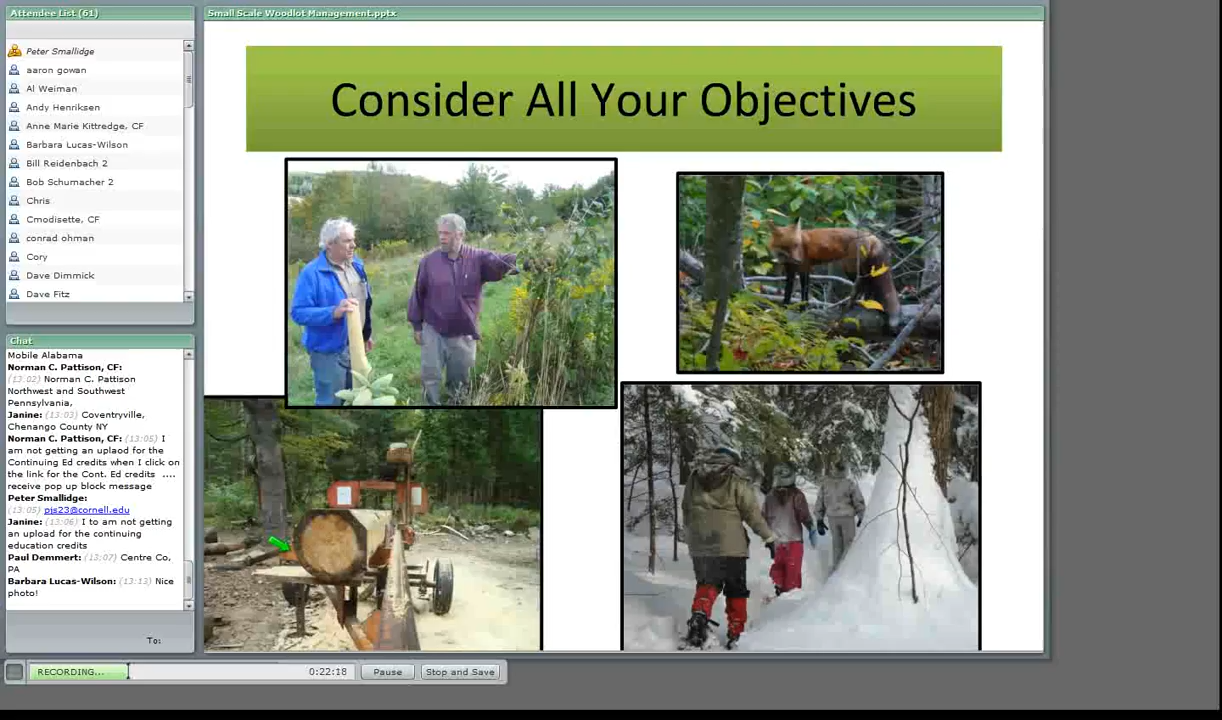 Attendee List (61)
Peter Smallidge
aaron gowan
Al Weiman
Andy Henriksen
Anne Marie Kittredge, CF
Barbara Lucas-Wilson
Bill Reidenbach 2
Bob Schumacher 2
Chris
Cmodisette, CF
conrad ohman
Cory
Dave Dimmick
Dave Fitz
Chat
Mobile Alabama
Norman C. Pattison, CF:
(13:02) Norman C. Pattison
Northwest and Southwest
Pennsylvania,
Janine: (13:03) Coventryville,
Chenango County NY
Norman C. Pattison, CF: (13:05) I
am not getting an uplaod for the
Continuing Ed credits when I click on
the link for the Cont. Ed credits ....
receive pop up block message
Peter Smallidge:
(13:05) pjs23@cornell.edu
Janine: (13:06) I to am not getting
an upload for the continuing
education credits
Paul Demmert: (13:07) Centre Co,
PA
Barbara Lucas-Wilson: (13:13) Nice
photo!
To:
Small Scale Woodlot Management.pptx
Consider All Your Objectives
RECORDING...
0:22:18
Pause
Stop and Save